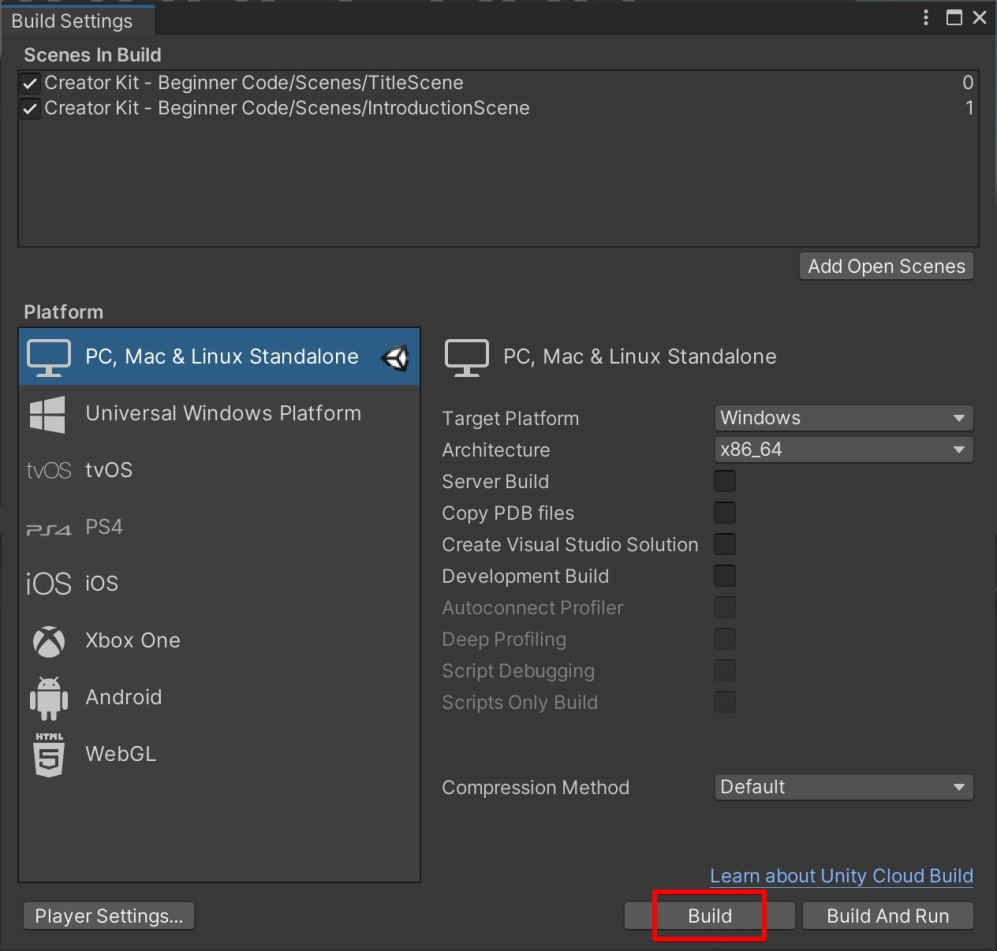 Build Settings
Scenes In Build
Creator Kit - Beginner Code/Scenes/TitleScene 0
Creator Kit - Beginner Code/Scenes/IntroductionScene 1
Add Open Scenes
Platform
PC, Mac & Linux Standalone
Universal Windows Platform
tvOS tvOS
PS4 PS4
iOS iOS
Xbox One
Android
HTML
5 WebGL
PC, Mac & Linux Standalone
Target Platform Windows
Architecture x86_64
Server Build
Copy PDB files
Create Visual Studio Solution
Development Build
Autoconnect Profiler
Deep Profiling
Script Debugging
Scripts Only Build
Compression Method Default
Learn about Unity Cloud Build
Player Settings... Build Build And Run